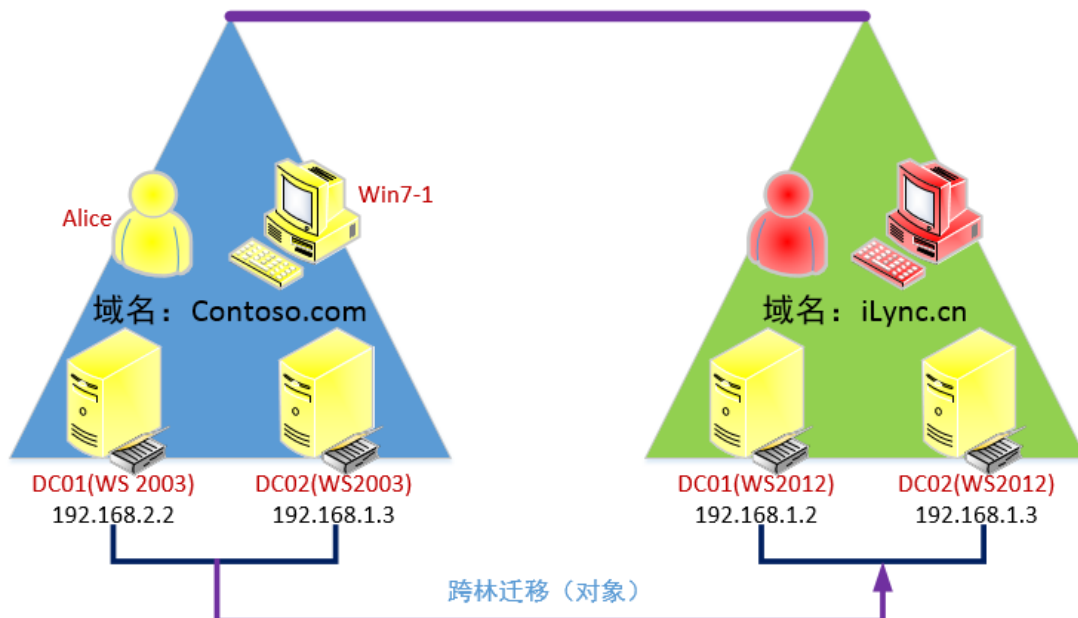 Alice
Win7-1
域名：Contoso.com
域名：iLync.cn
DC01(WS 2003)
DC02(WS2003)
DC01(WS2012)
DC02(WS2012)
192.168.2.2
192.168.1.3
192.168.1.2
192.168.1.3
跨林迁移（对象）